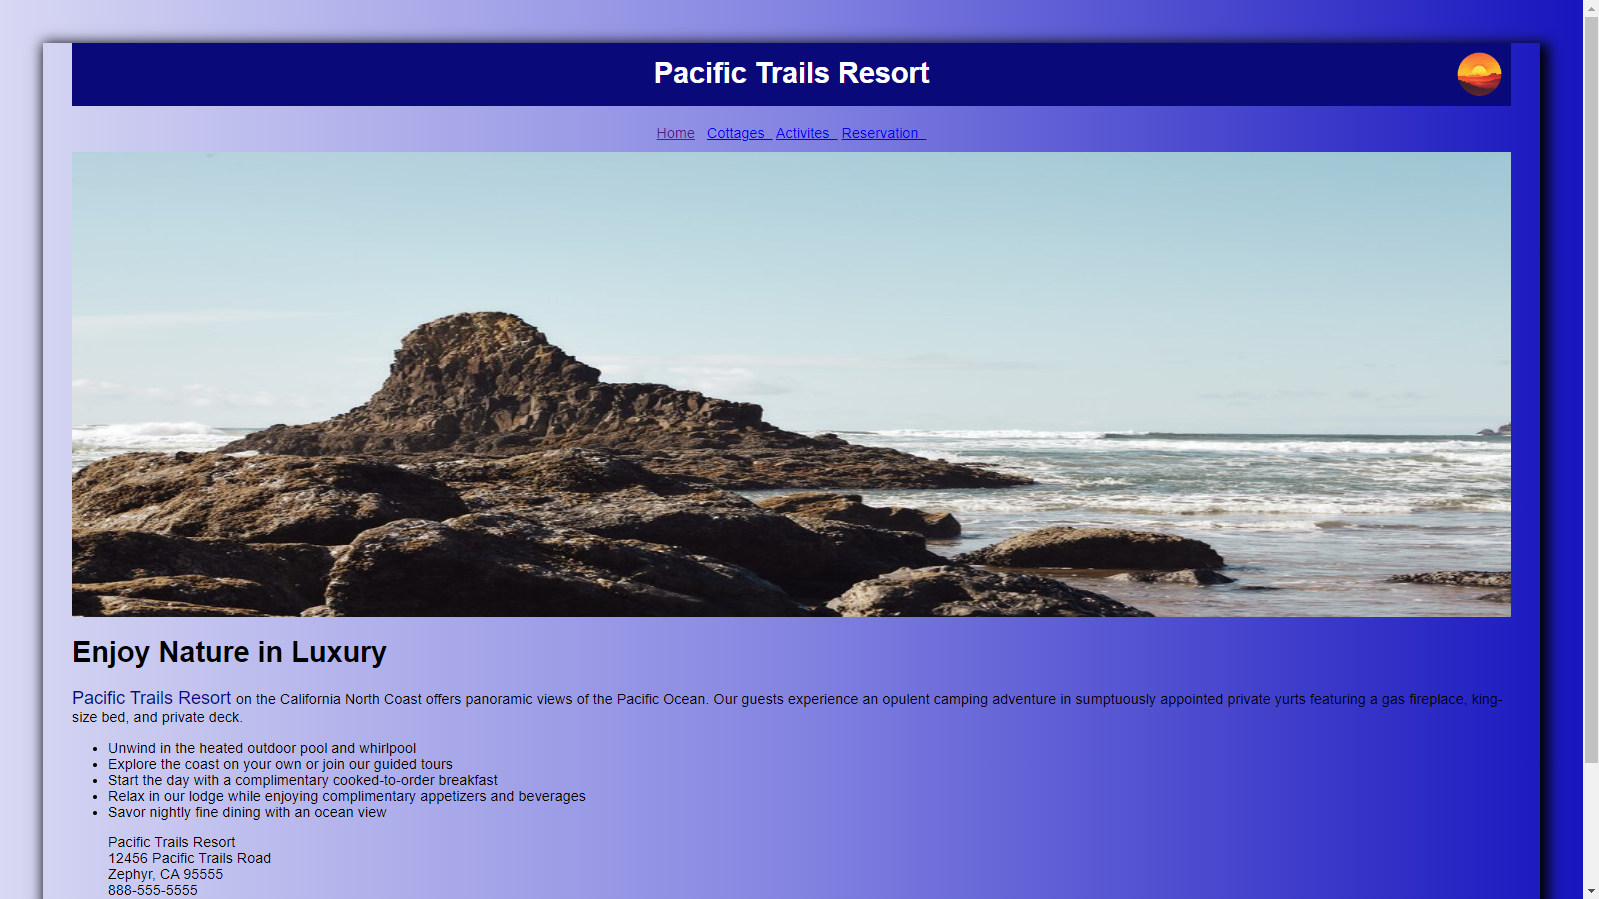 Pacific Trails Resort
Home Cottages Activites Reservation
Enjoy Nature in Luxury
Pacific Trails Resort on the California North Coast offers panoramic views of the Pacific Ocean. Our guests experience an opulent camping adventure in sumptuously appointed private yurts featuring a gas fireplace, king-
size bed, and private deck.
Unwind in the heated outdoor pool and whirlpool
Explore the coast on your own or join our guided tours
Start the day with a complimentary cooked-to-order breakfast
Relax in our lodge while enjoying complimentary appetizers and beverages
Savor nightly fine dining with an ocean view
Pacific Trails Resort
12456 Pacific Trails Road
Zephyr, CA 95555
888-555-5555